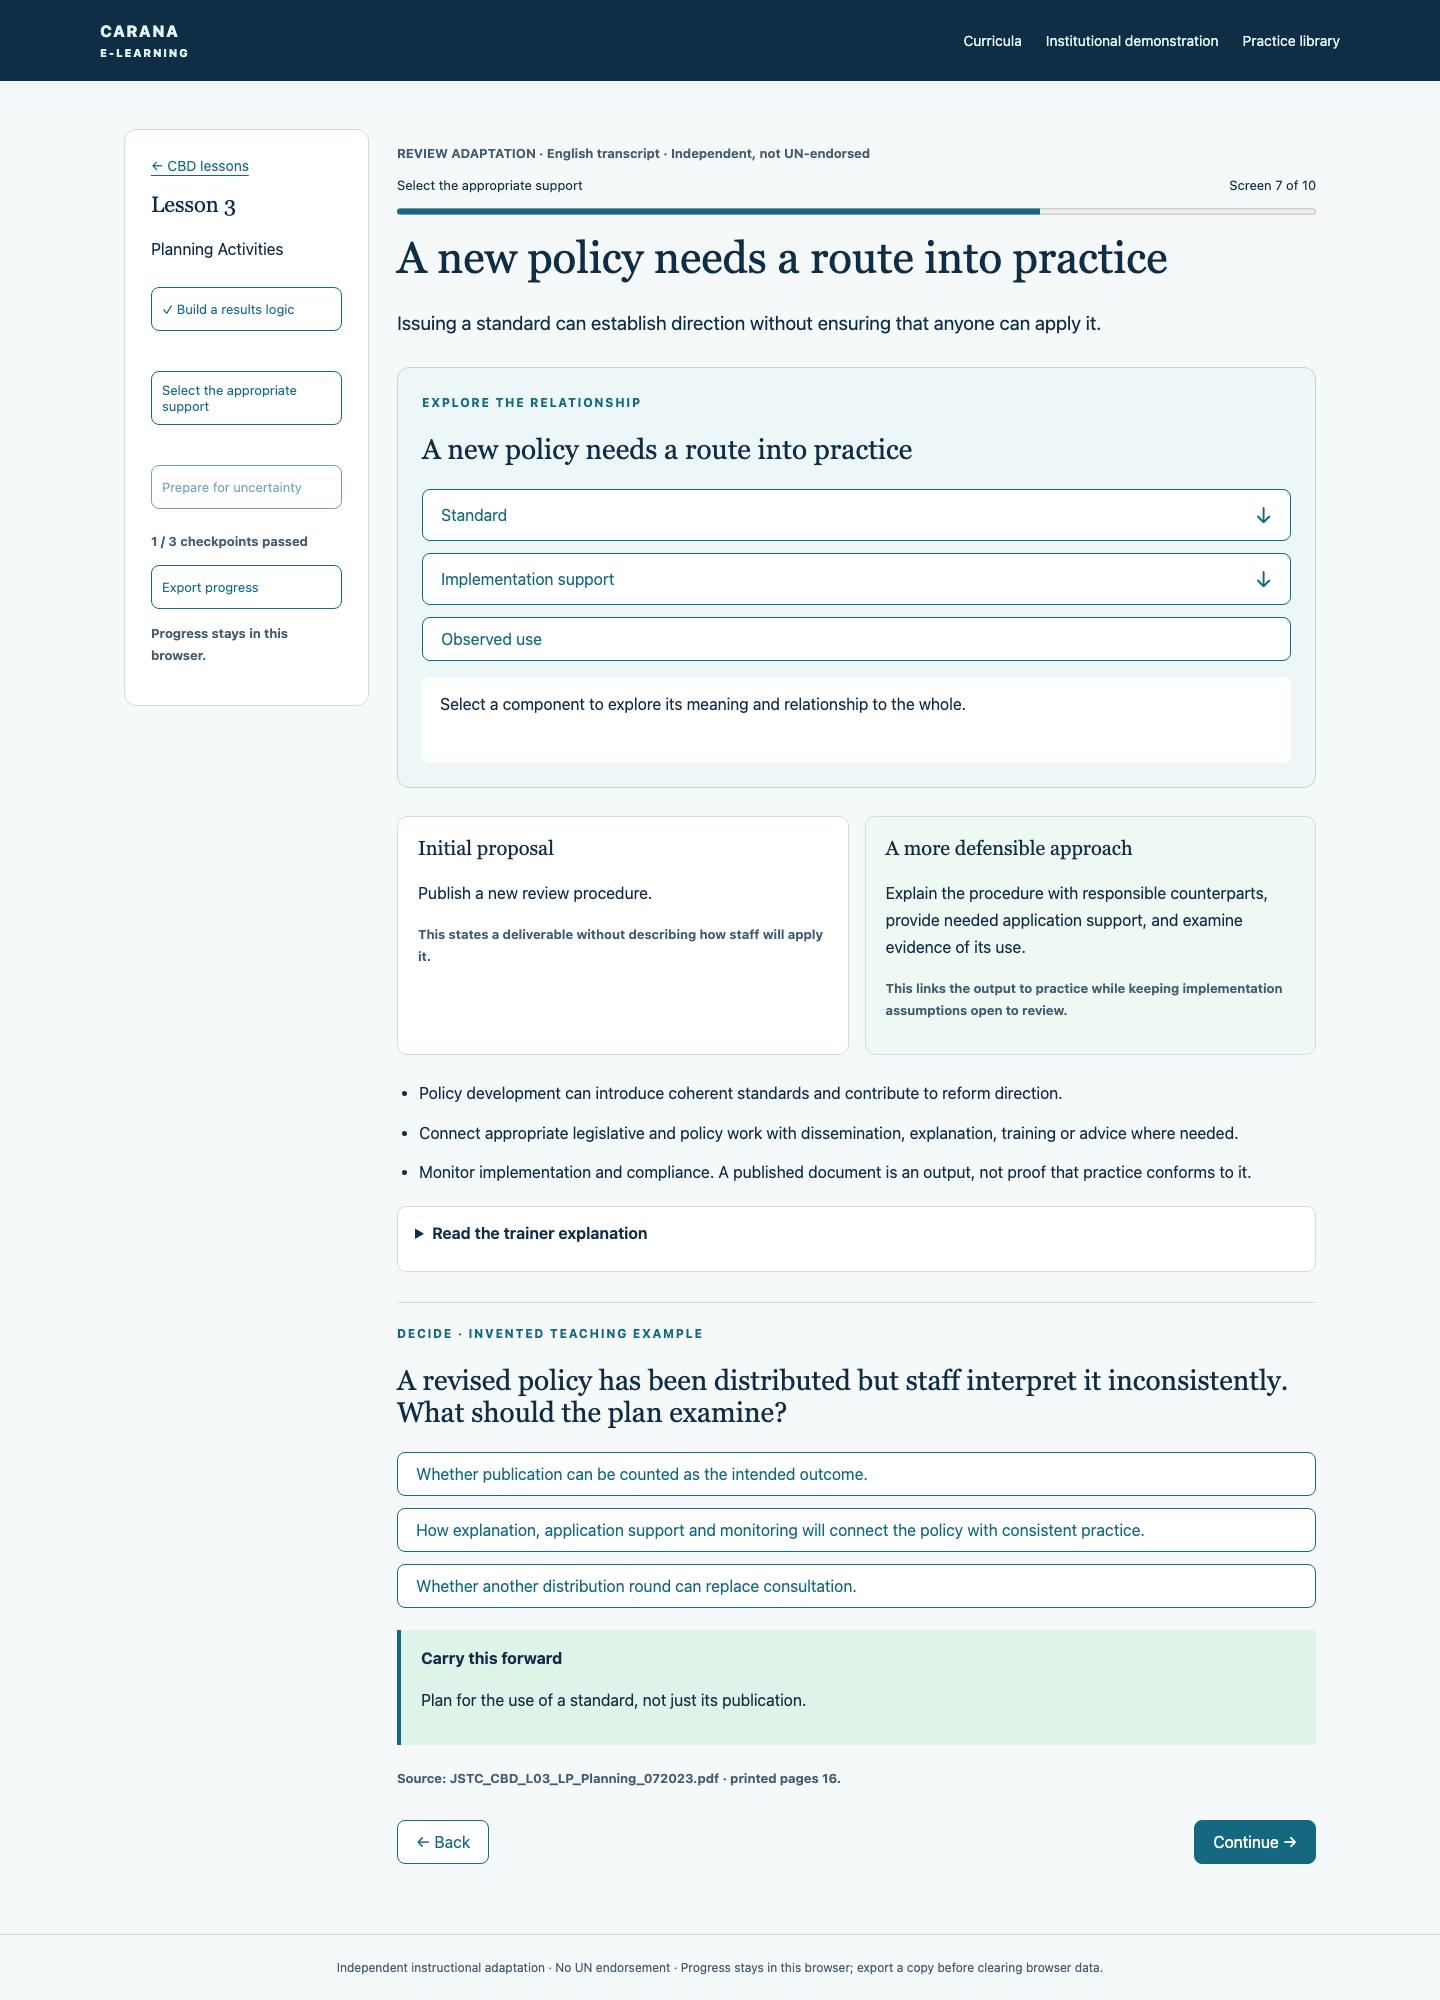 CARANA
E-LEARNING
Curricula
Institutional demonstration
Practice library
← CBD lessons
Lesson 3
Planning Activities
✓ Build a results logic
Select the appropriate
support
Prepare for uncertainty
1 / 3 checkpoints passed
Export progress
Progress stays in this
browser.
REVIEW ADAPTATION · English transcript · Independent, not UN-endorsed
Select the appropriate support
Screen 7 of 10
A new policy needs a route into practice
Issuing a standard can establish direction without ensuring that anyone can apply it.
EXPLORE THE RELATIONSHIP
A new policy needs a route into practice
Standard ↓
Implementation support ↓
Observed use
Select a component to explore its meaning and relationship to the whole.
Initial proposal
Publish a new review procedure.
This states a deliverable without describing how staff will apply
it.
A more defensible approach
Explain the procedure with responsible counterparts,
provide needed application support, and examine
evidence of its use.
This links the output to practice while keeping implementation
assumptions open to review.
• Policy development can introduce coherent standards and contribute to reform direction.
• Connect appropriate legislative and policy work with dissemination, explanation, training or advice where needed.
• Monitor implementation and compliance. A published document is an output, not proof that practice conforms to it.
▶ Read the trainer explanation
DECIDE · INVENTED TEACHING EXAMPLE
A revised policy has been distributed but staff interpret it inconsistently.
What should the plan examine?
Whether publication can be counted as the intended outcome.
How explanation, application support and monitoring will connect the policy with consistent practice.
Whether another distribution round can replace consultation.
Carry this forward
Plan for the use of a standard, not just its publication.
Source: JSTC_CBD_L03_LP_Planning_072023.pdf · printed pages 16.
← Back
Continue →
Independent instructional adaptation · No UN endorsement · Progress stays in this browser; export a copy before clearing browser data.